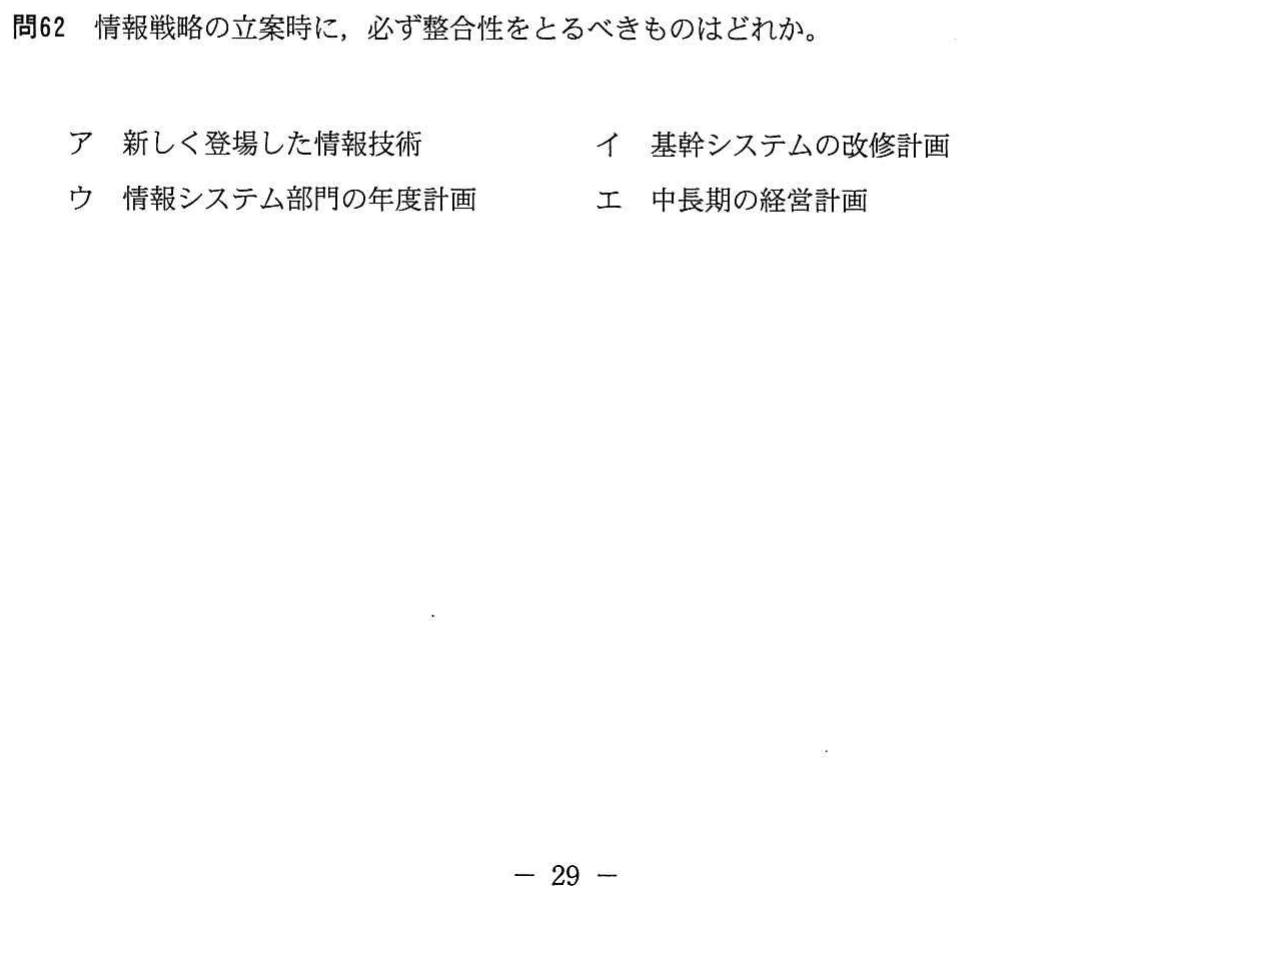 問62　情報戦略の立案時に，必ず整合性をとるべきものはどれか。
ア　新しく登場した情報技術　イ　基幹システムの改修計画
ウ　情報システム部門の年度計画　エ　中長期の経営計画
－ 29 －